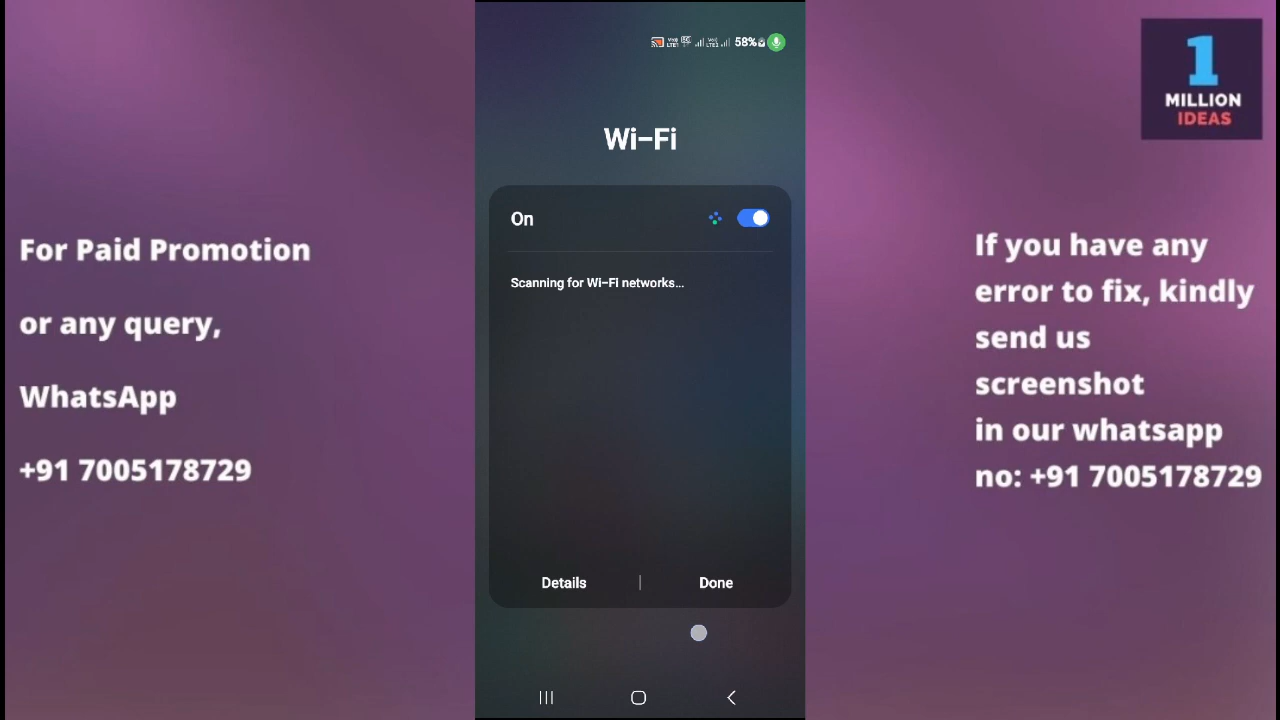 58%
1
MILLION
IDEAS
Wi-Fi
On
Scanning for Wi-Fi networks...
Details
Done
For Paid Promotion
or any query,
WhatsApp
+91 7005178729
If you have any
error to fix, kindly
send us
screenshot
in our whatsapp
no: +91 7005178729